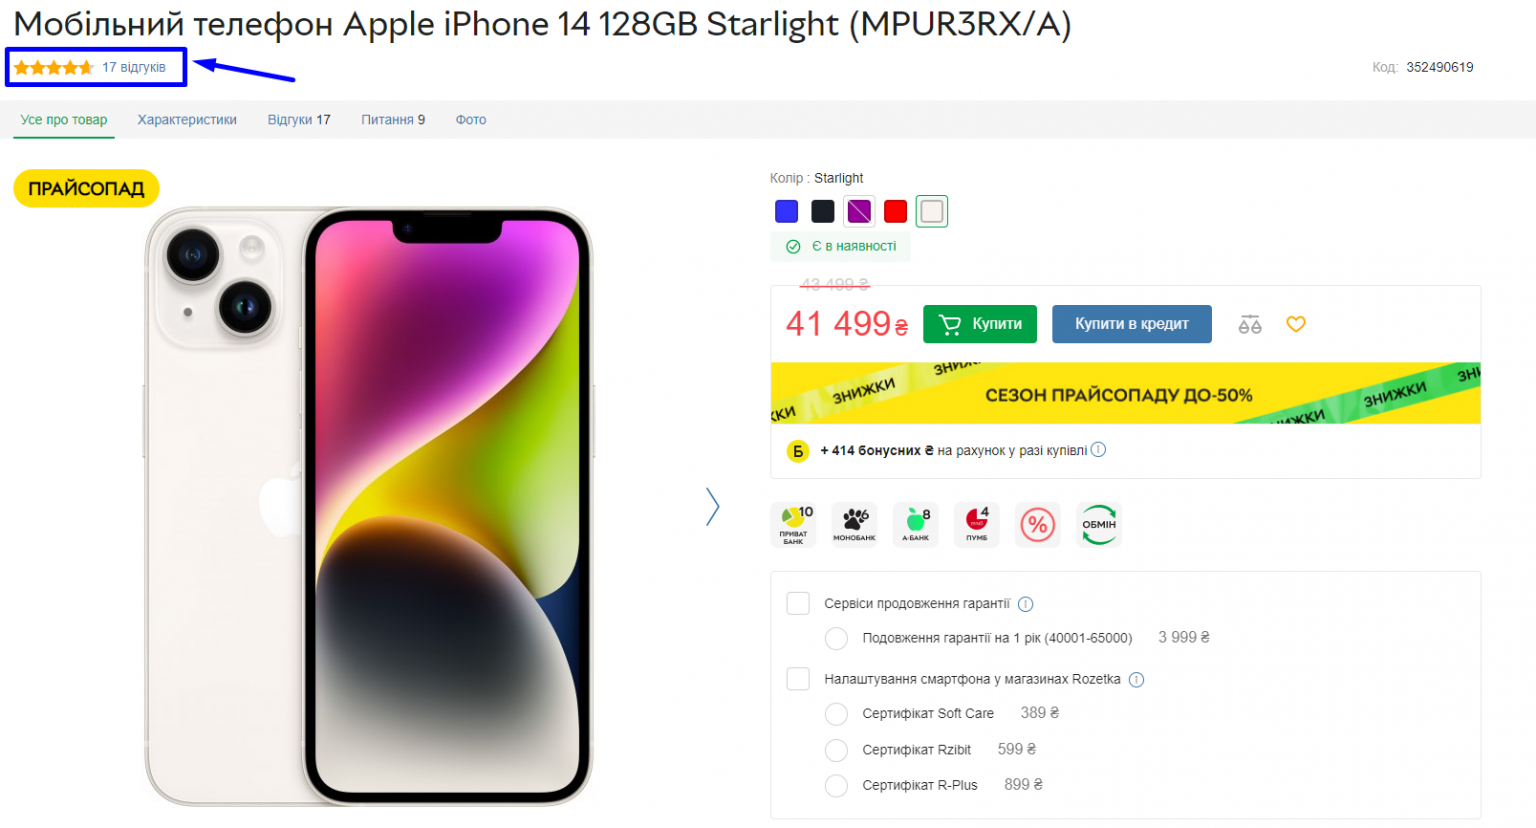 Мобільний телефон Apple iPhone 14 128GB Starlight (MPUR3RX/A)
17 відгуків
Код: 352490619
Усе про товар Характеристики Відгуки 17 Питання 9 Фото
ПРАЙСОПАД
Колір : Starlight
Є в наявності
43 499 ₴
41 499 ₴ Купити Купити в кредит
ЗНИЖКИ
ЗНИЖКИ
СЕЗОН ПРАЙСОПАДУ ДО-50%
ЗНИЖКИ
Б + 414 бонусних ₴ на рахунок у разі купівлі
10 ПРИВАТ БАНК
6 МОНОБАНК
8 А-БАНК
4 ПУМБ
%
ОБМІН
Сервіси продовження гарантії
Подовження гарантії на 1 рік (40001-65000) 3 999 ₴
Налаштування смартфона у магазинах Rozetka
Сертифікат Soft Care 389 ₴
Сертифікат Rzibit 599 ₴
Сертифікат R-Plus 899 ₴